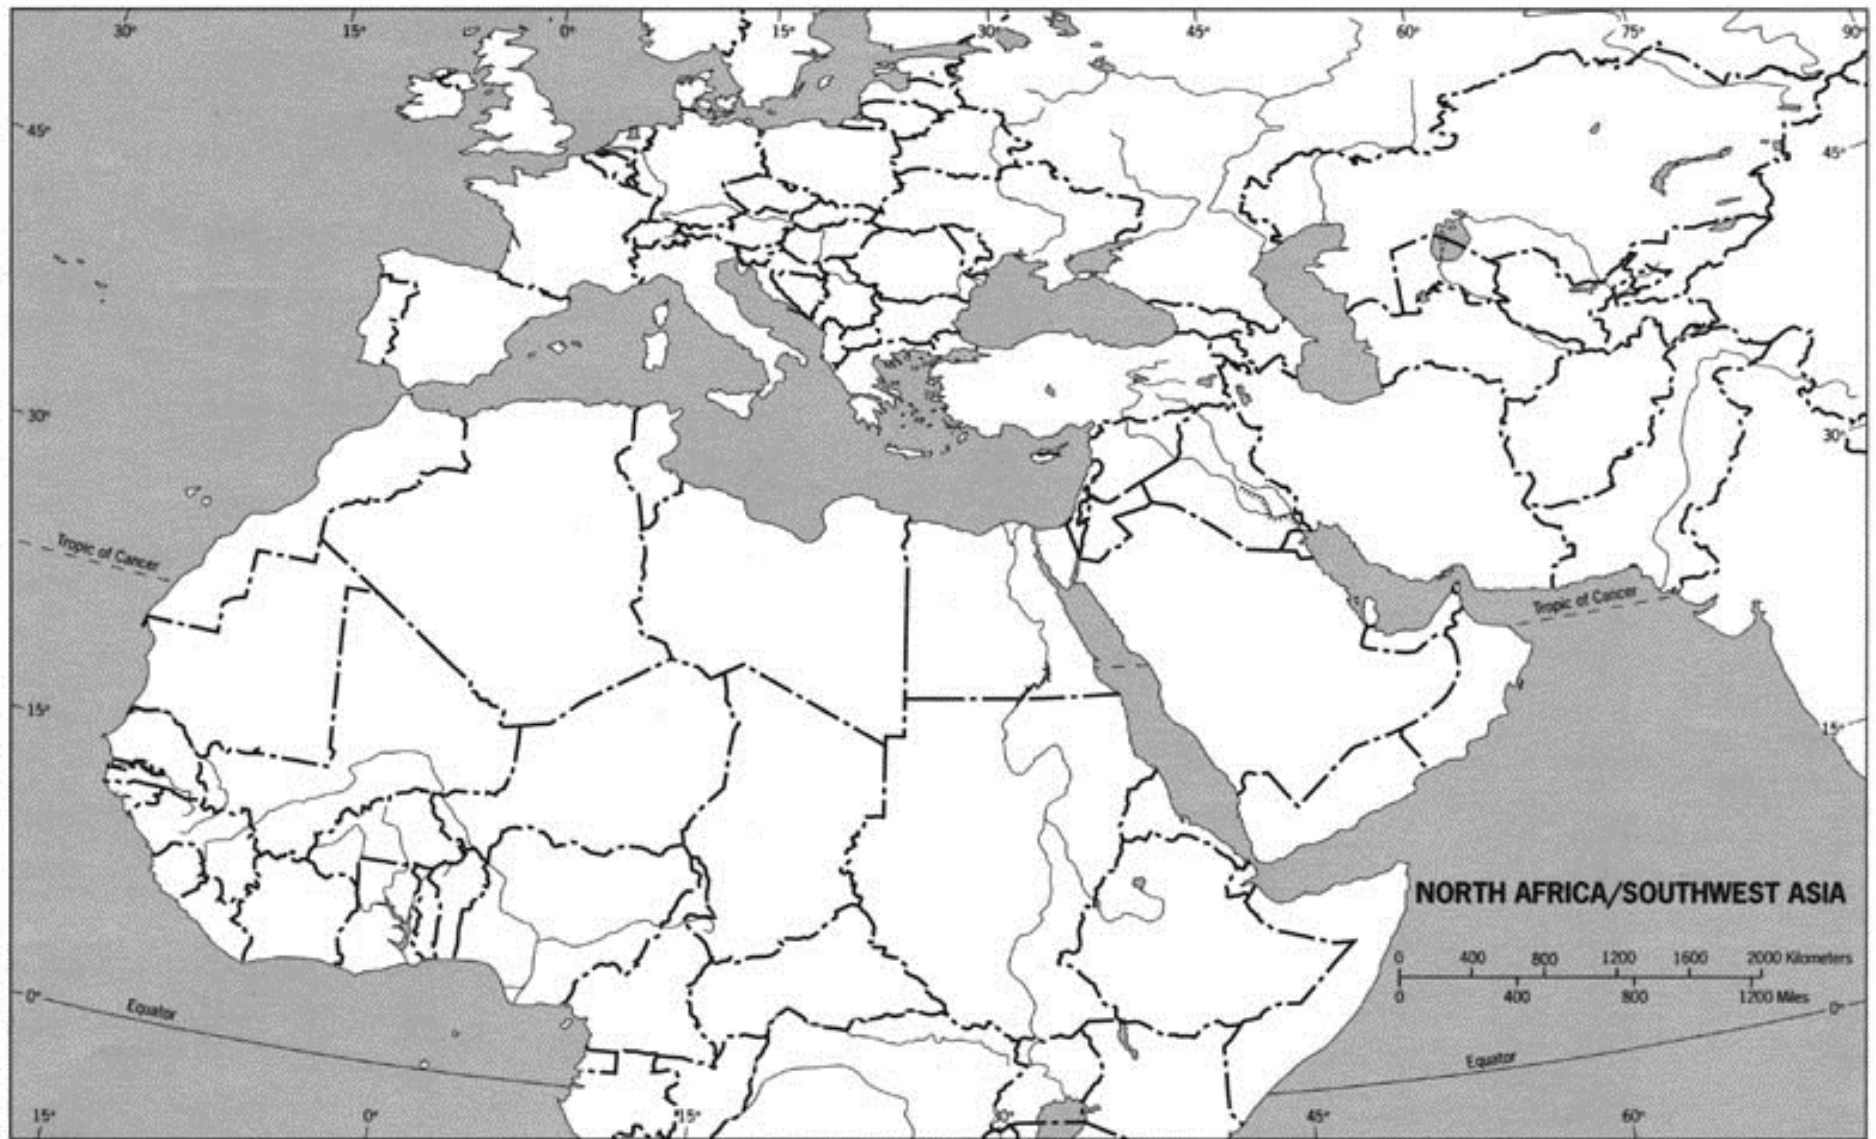 30° 15° 0° 15° 30° 45° 60° 75° 90°
45° 45°
30° 30°
Tropic of Cancer
Tropic of Cancer
15° 15°
NORTH AFRICA/SOUTHWEST ASIA
0 400 800 1200 1600 2000 Kilometers
0 400 800 1200 Miles
0° 0°
Equator
Equator
15° 0° 15° 30° 45° 60°